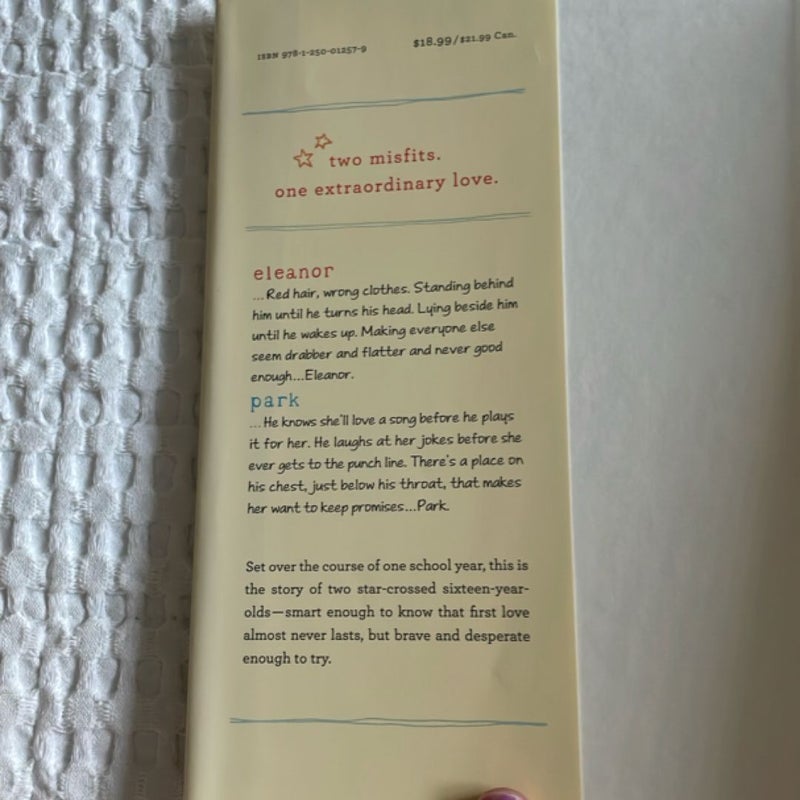 ISBN 978-1-250-01257-9
$18.99/$21.99 Can.
two misfits.
one extraordinary love.
eleanor
...Red hair, wrong clothes. Standing behind
him until he turns his head. Lying beside him
until he wakes up. Making everyone else
seem drabber and flatter and never good
enough...Eleanor.
park
...He knows she'll love a song before he plays
it for her. He laughs at her jokes before she
ever gets to the punch line. There's a place on
his chest, just below his throat, that makes
her want to keep promises...Park.
Set over the course of one school year, this is
the story of two star-crossed sixteen-year-
olds—smart enough to know that first love
almost never lasts, but brave and desperate
enough to try.